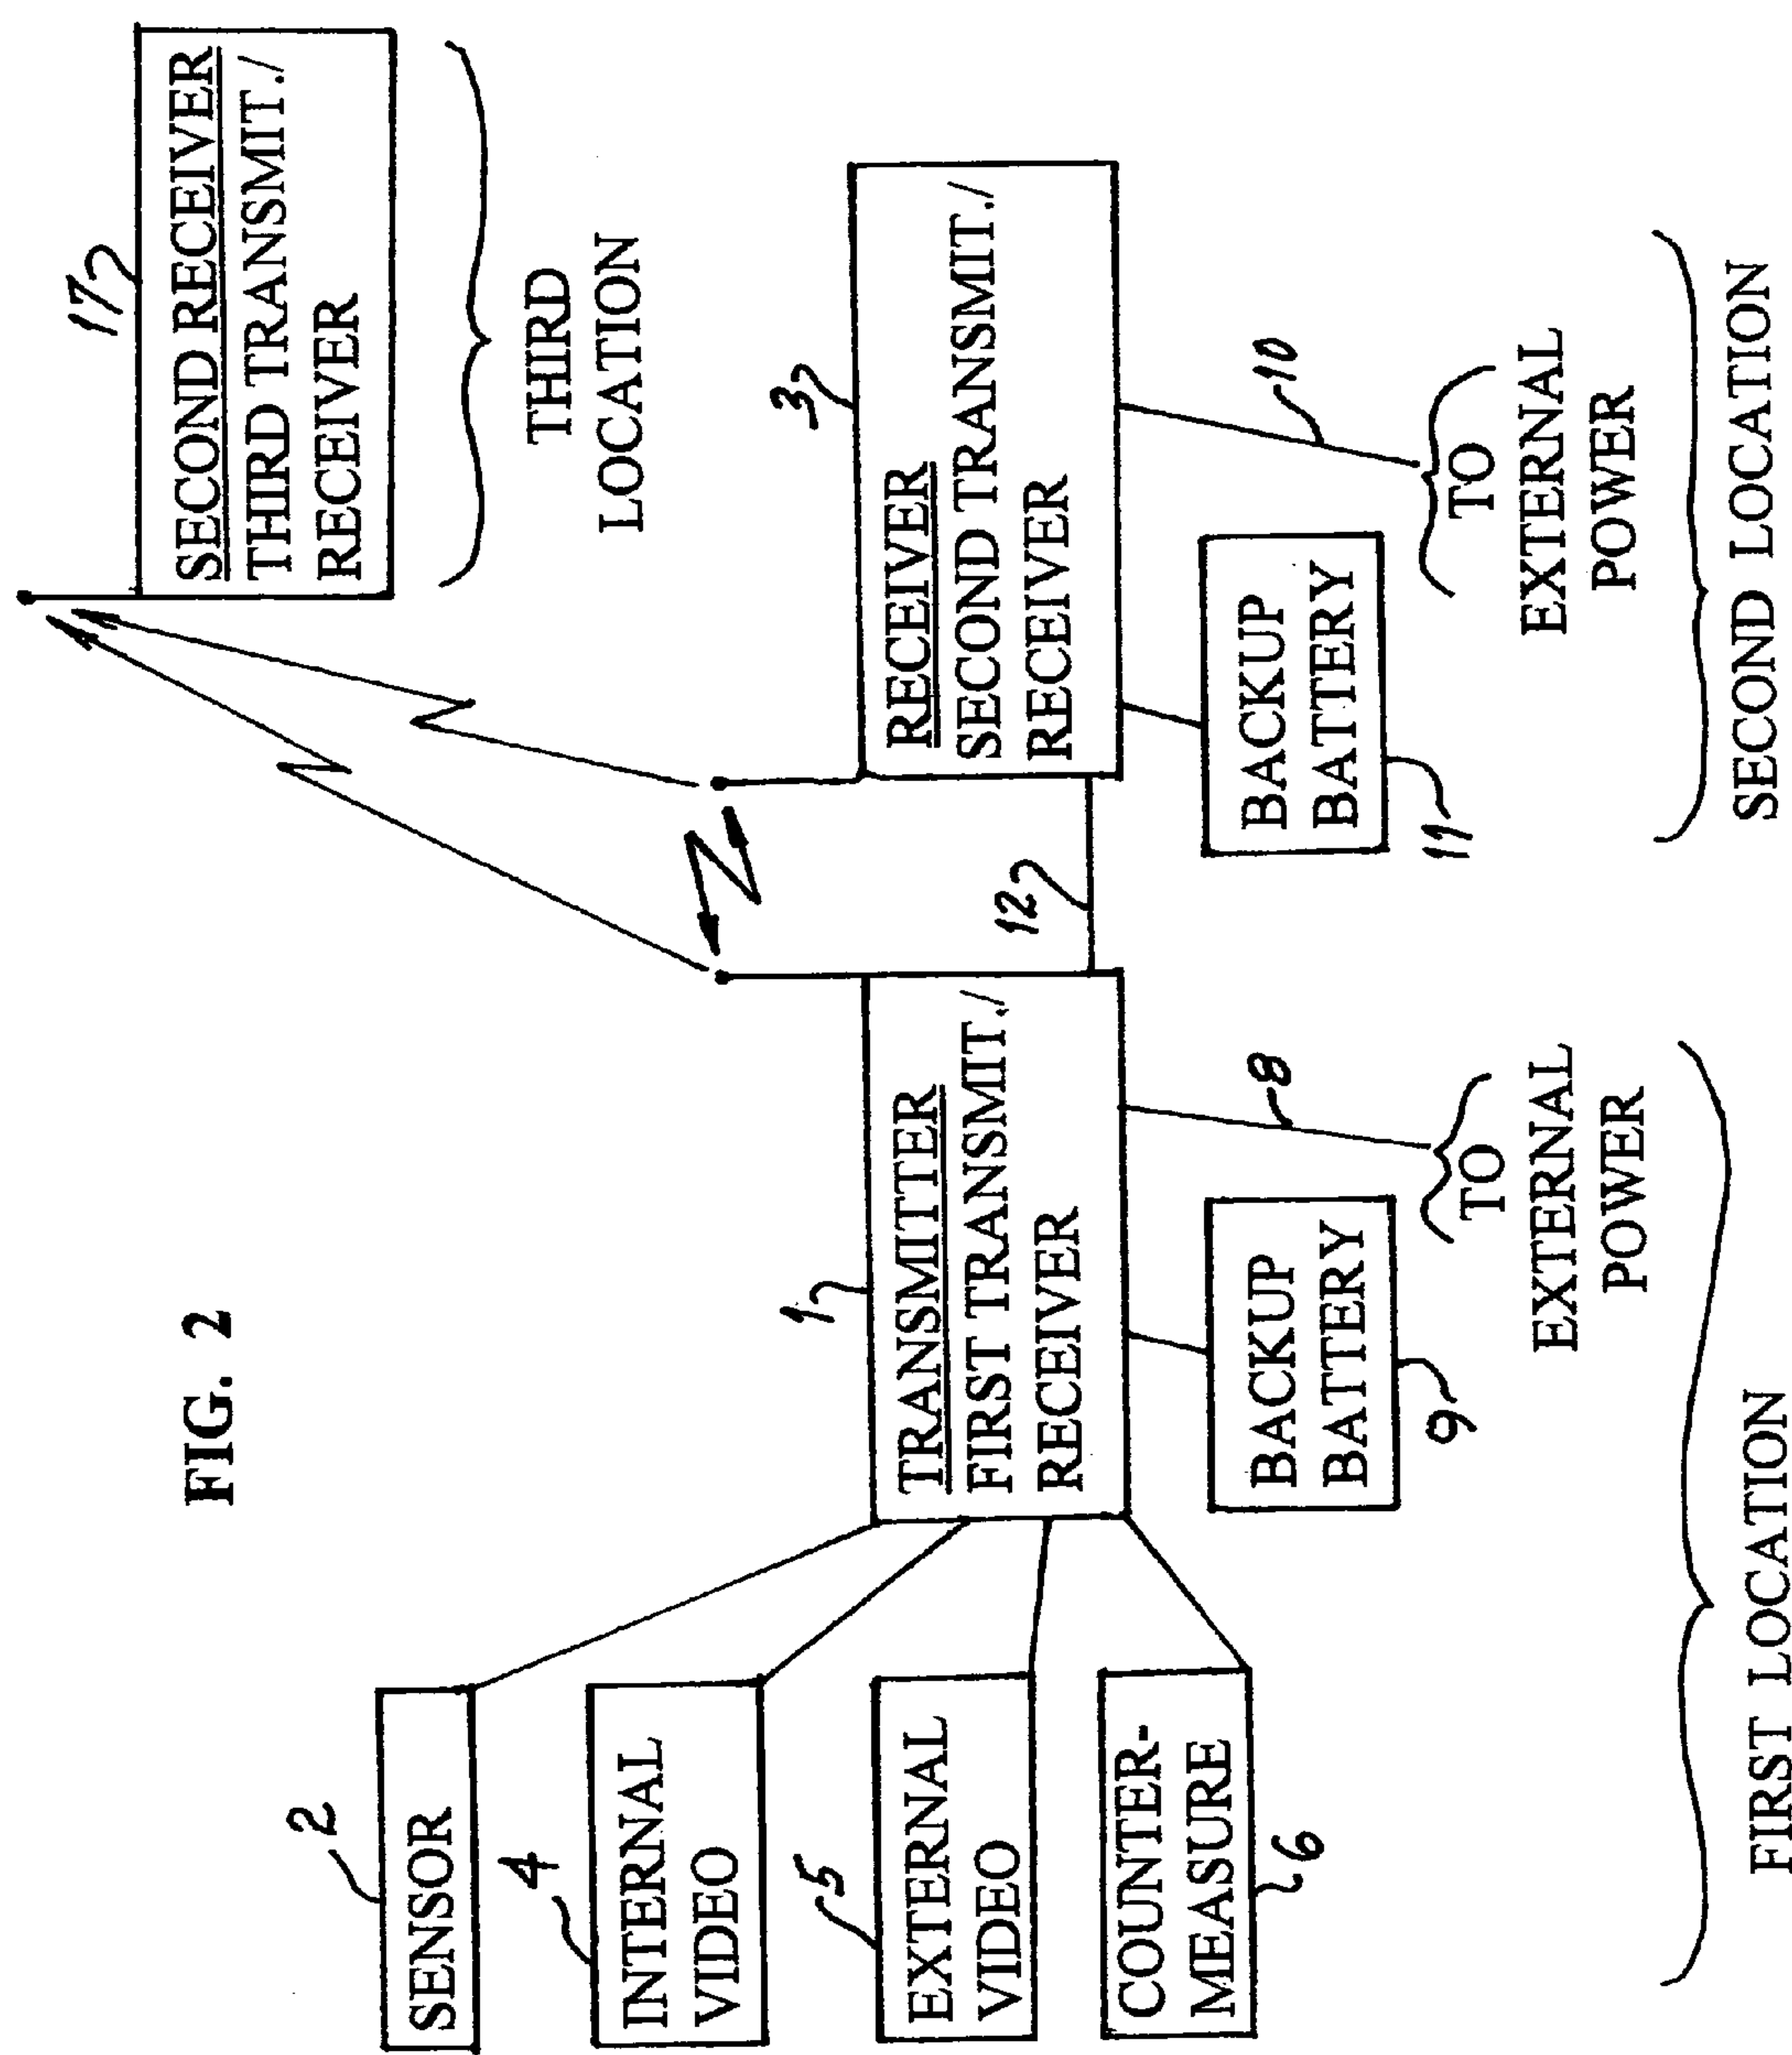 FIG. 2
17
SECOND RECEIVER
THIRD TRANSMIT./
RECEIVER
THIRD
LOCATION
2
SENSOR
4
INTERNAL
VIDEO
5
EXTERNAL
VIDEO
COUNTER-
MEASURE
6
1
TRANSMITTER
FIRST TRANSMIT./
RECEIVER
12
3
RECEIVER
SECOND TRANSMIT./
RECEIVER
BACKUP
BATTERY
9
8
TO
EXTERNAL
POWER
BACKUP
BATTERY
11
10
TO
EXTERNAL
POWER
FIRST LOCATION
SECOND LOCATION